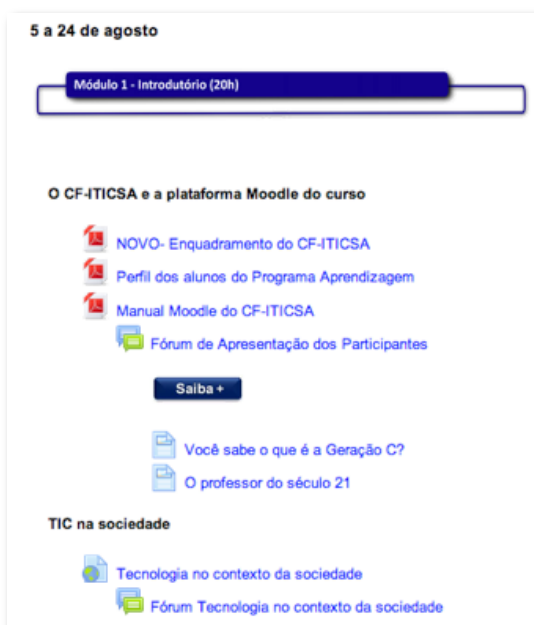 5 a 24 de agosto
Módulo 1 - Introdutório (20h)
O CF-ITICSA e a plataforma Moodle do curso
NOVO- Enquadramento do CF-ITICSA
Perfil dos alunos do Programa Aprendizagem
Manual Moodle do CF-ITICSA
Fórum de Apresentação dos Participantes
Saiba +
Você sabe o que é a Geração C?
O professor do século 21
TIC na sociedade
Tecnologia no contexto da sociedade
Fórum Tecnologia no contexto da sociedade